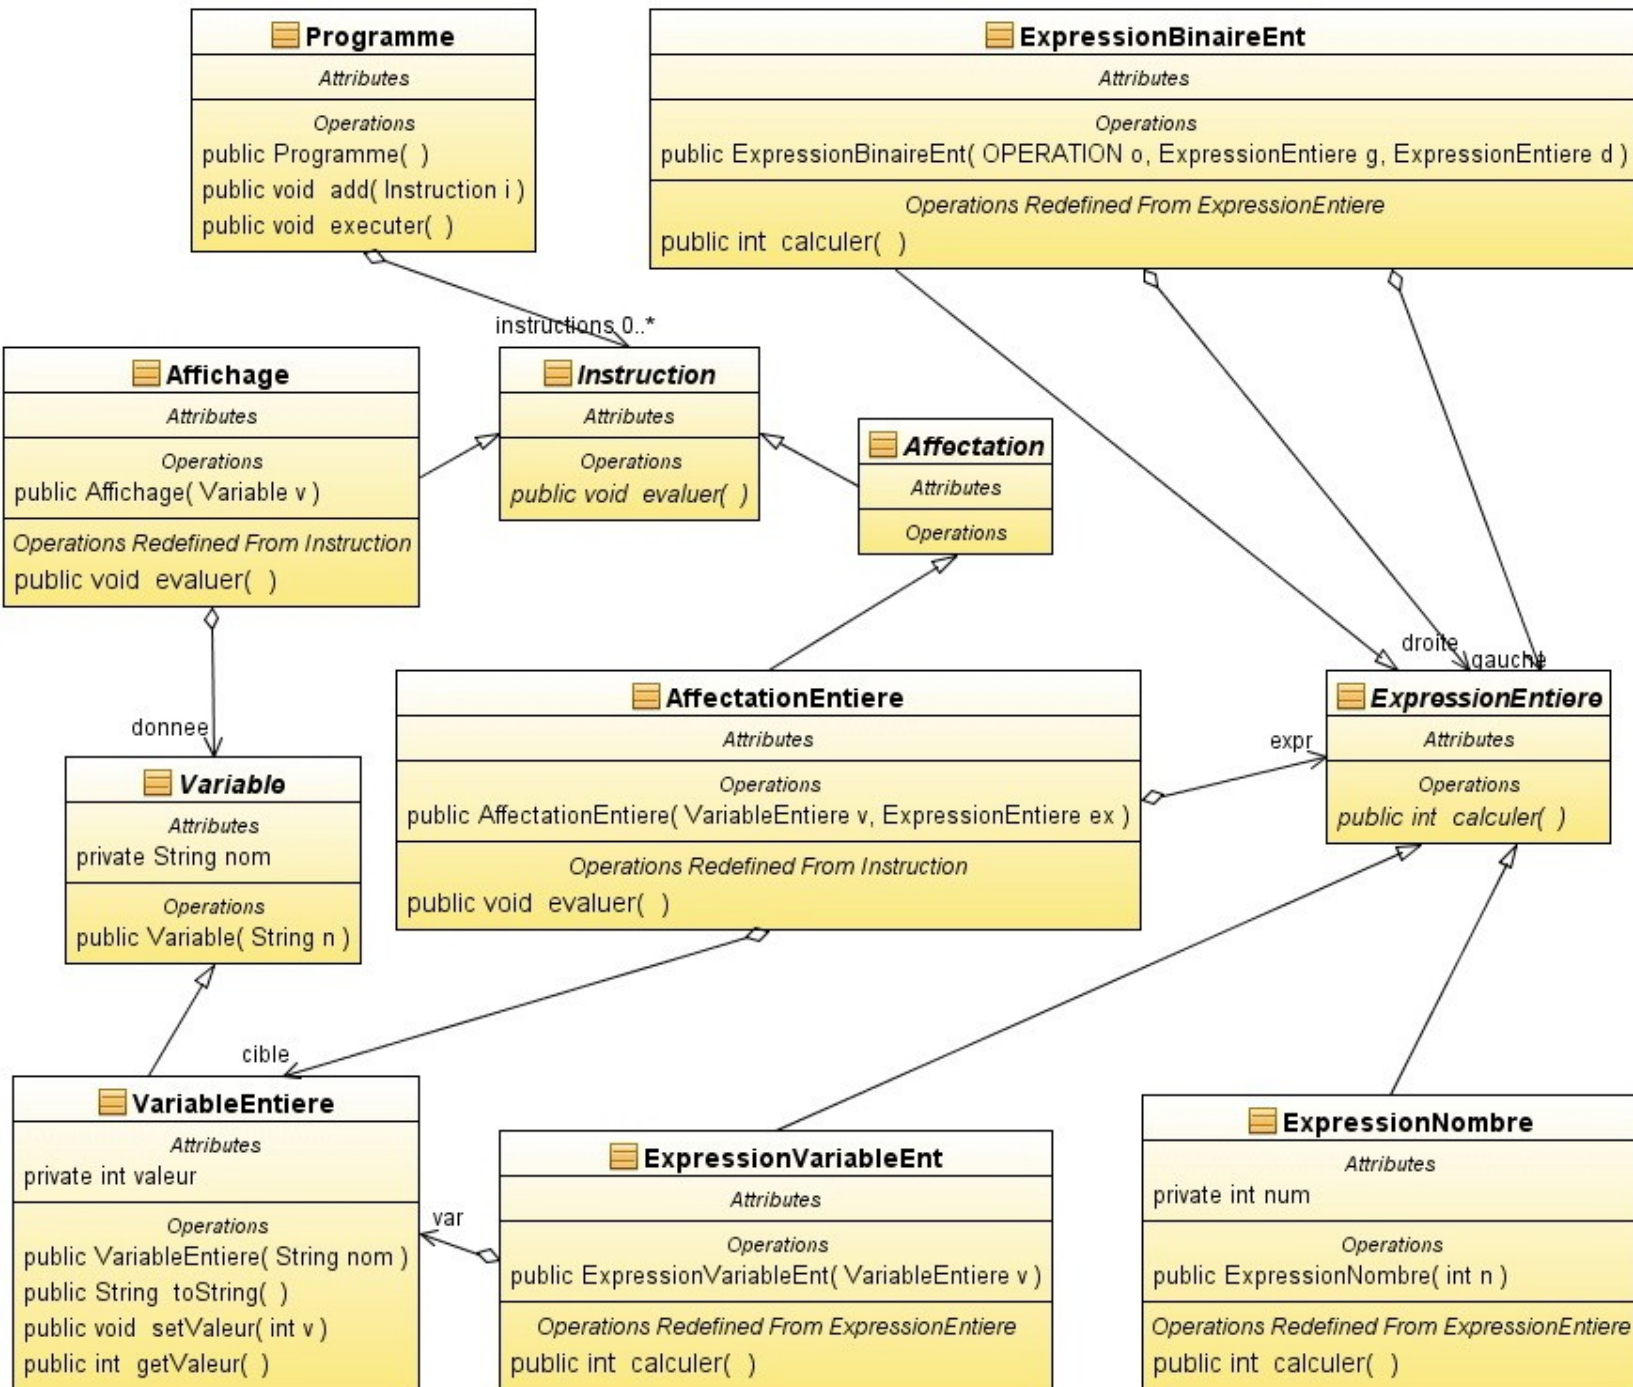 Programme
Attributes
Operations
public Programme( )
public void add( Instruction i )
public void executer( )
ExpressionBinaireEnt
Attributes
Operations
public ExpressionBinaireEnt( OPERATION o, ExpressionEntiere g, ExpressionEntiere d )
Operations Redefined From ExpressionEntiere
public int calculer( )
instructions 0..*
Affichage
Attributes
Operations
public Affichage( Variable v )
Operations Redefined From Instruction
public void evaluer( )
Instruction
Attributes
Operations
public void evaluer( )
Affectation
Attributes
Operations
droite
gauche
donnee
Variable
Attributes
private String nom
Operations
public Variable( String n )
AffectationEntiere
Attributes
Operations
public AffectationEntiere( VariableEntiere v, ExpressionEntiere ex )
Operations Redefined From Instruction
public void evaluer( )
expr
ExpressionEntiere
Attributes
Operations
public int calculer( )
cible
VariableEntiere
Attributes
private int valeur
Operations
public VariableEntiere( String nom )
public String toString( )
public void setValeur( int v )
public int getValeur( )
var
ExpressionVariableEnt
Attributes
Operations
public ExpressionVariableEnt( VariableEntiere v )
Operations Redefined From ExpressionEntiere
public int calculer( )
ExpressionNombre
Attributes
private int num
Operations
public ExpressionNombre( int n )
Operations Redefined From ExpressionEntiere
public int calculer( )